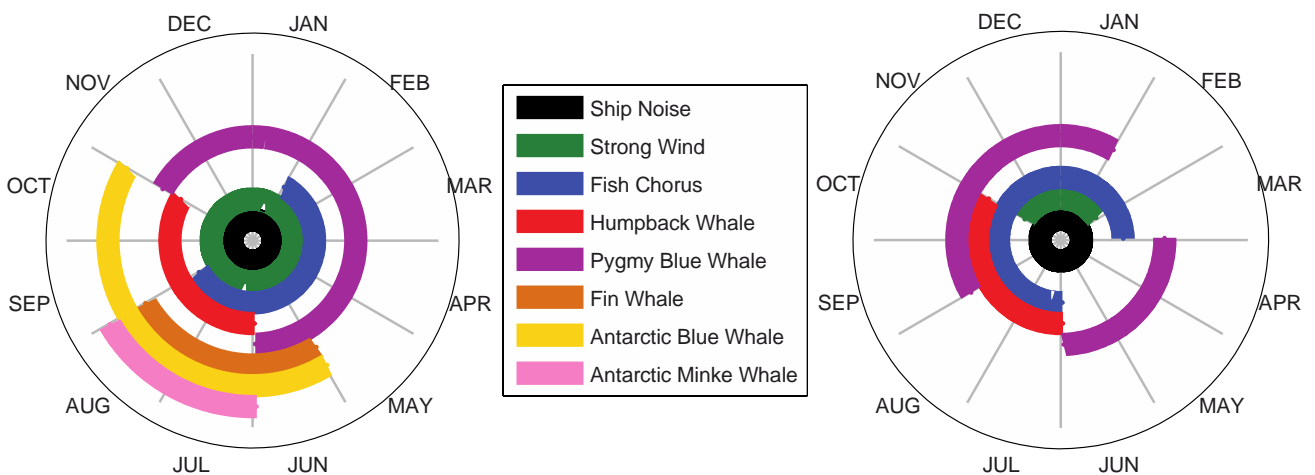 DEC JAN
NOV FEB
OCT MAR
SEP APR
AUG MAY
JUL JUN
Ship Noise
Strong Wind
Fish Chorus
Humpback Whale
Pygmy Blue Whale
Fin Whale
Antarctic Blue Whale
Antarctic Minke Whale
DEC JAN
NOV FEB
OCT MAR
SEP APR
AUG MAY
JUL JUN